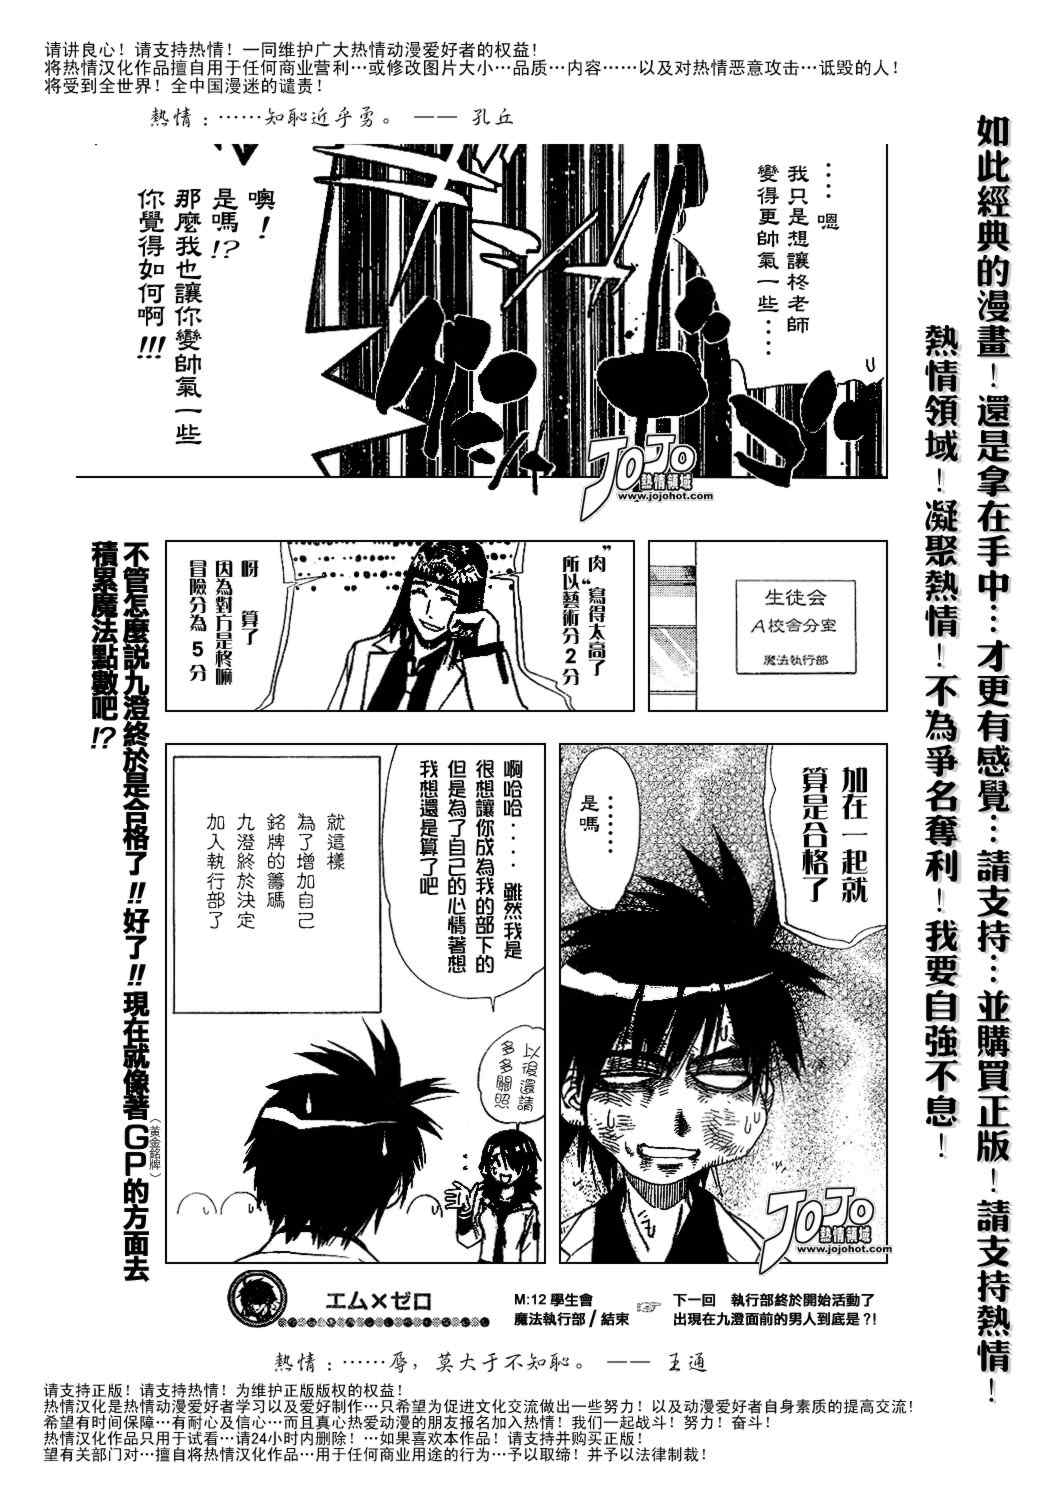 请讲良心！请支持热情！一同维护广大热情动漫爱好者的权益！
将热情汉化作品擅自用于任何商业营利…或修改图片大小…品质…内容……以及对热情恶意攻击…诋毁的人！
将受到全世界！全中国漫迷的谴责！
熱情：……知恥近乎勇。 —— 孔丘
如此經典的漫畫！還是拿在手中…才更有感覺…請支持…並購買正版！請支持熱情！
熱情領域！凝聚熱情！不為爭名奪利！我要自強不息！
……嗯
我只是想讓柊老師
變得更帥氣一些……
噢！
是嗎!?
那麼我也讓你變帥氣一些
你覺得如何啊!!!
JOJO
熱情領域
www.jojohot.com
生徒会
A校舎分室
魔法執行部
“肉”寫得太高了
所以藝術分2分
呀 算了
因為對方是柊嘛
冒險分為5分
加在一起就
算是合格了
……是嗎……
啊哈哈…… 雖然我是
很想讓你成為我的部下的
但是為了自己的心情著想
我想還是算了吧
就這樣
為了增加自己
銘牌的籌碼
九澄終於決定
加入執行部了
以後還請
多多關照
JOJO
熱情領域
www.jojohot.com
不管怎麼說九澄終於是合格了!!好了!!現在就像著GP（黃金銘牌）的方面去
積累魔法點數吧!?
エム×ゼロ
M:12 學生會
魔法執行部/結束
☞
下一回 執行部終於開始活動了
出現在九澄面前的男人到底是？！
熱情：……辱，莫大于不知恥。 —— 王通
请支持正版！请支持热情！为维护正版版权的权益！
热情汉化是热情动漫爱好者学习以及爱好制作…只希望为促进文化交流做出一些努力！以及动漫爱好者自身素质的提高交流！
希望有时间保障…有耐心及信心…而且真心热爱动漫的朋友报名加入热情！我们一起战斗！努力！奋斗！
热情汉化作品只用于试看…请24小时内删除！…如果喜欢本作品！请支持并购买正版！
望有关部门对…擅自将热情汉化作品…用于任何商业用途的行为…予以取缔！并予以法律制裁！